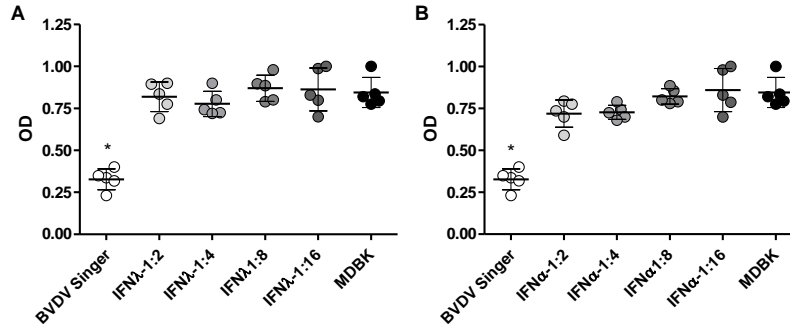 A
OD
1.25
1.00
0.75
0.50
0.25
0.00
*
BVDV Singer
IFNλ-1:2
IFNλ-1:4
IFNλ1:8
IFNλ-1:16
MDBK
B
OD
1.25
1.00
0.75
0.50
0.25
0.00
*
BVDV Singer
IFNα-1:2
IFNα-1:4
IFNα1:8
IFNα-1:16
MDBK